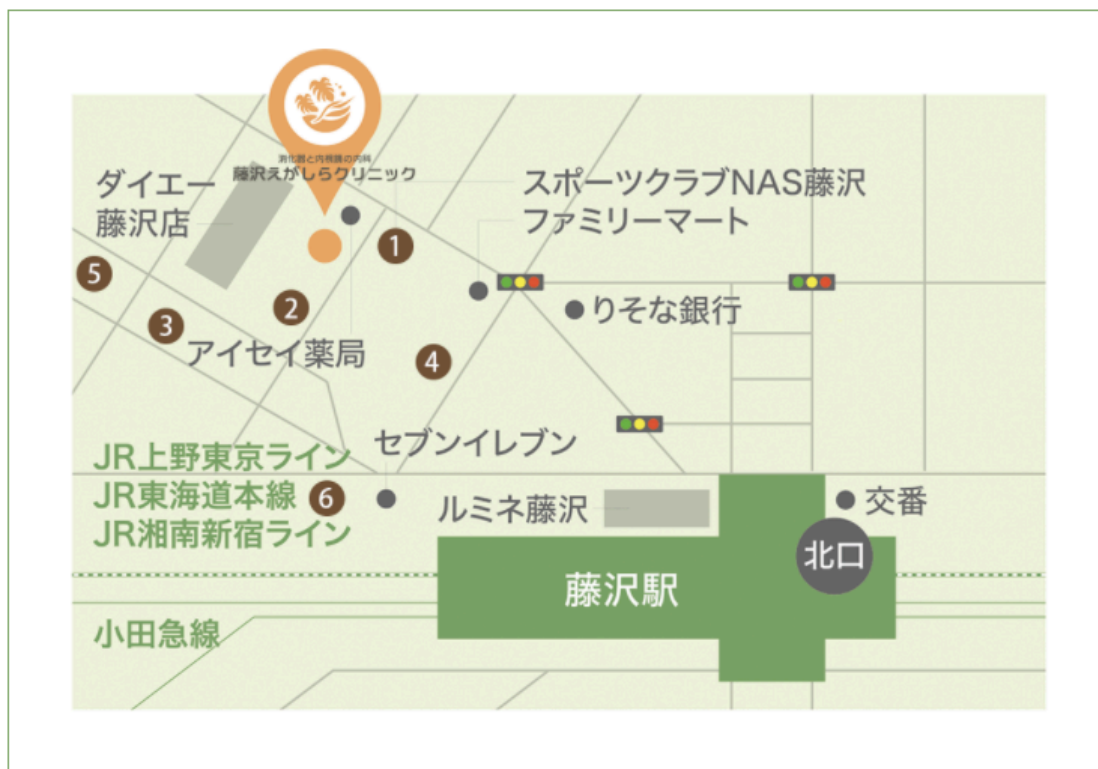 消化器と内視鏡の内科
藤沢えがしらクリニック
ダイエー
藤沢店
スポーツクラブNAS藤沢
ファミリーマート
1
5
2
3
りそな銀行
アイセイ薬局
4
セブンイレブン
JR上野東京ライン
JR東海道本線
JR湘南新宿ライン
6
ルミネ藤沢
交番
北口
藤沢駅
小田急線